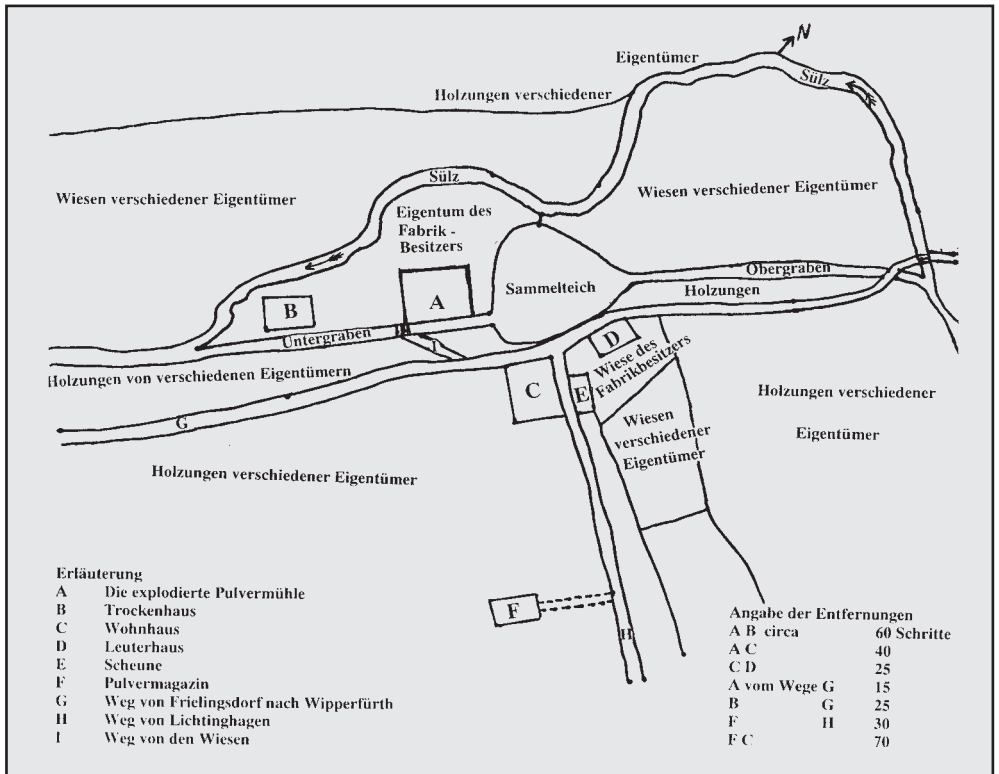 N
Eigentümer
Sülz
Holzungen verschiedener
Wiesen verschiedener Eigentümer
Sülz
Wiesen verschiedener Eigentümer
Eigentum des
Fabrik -
Besitzers
Obergraben
A
Sammelteich
Holzungen
B
Untergraben
I
D
Holzungen von verschiedenen Eigentümern
Wiese des
Fabrikbesitzers
C
E
Holzungen verschiedener
Eigentümer
G
Wiesen
verschiedener
Eigentümer
Holzungen verschiedener Eigentümer
F
H
Erläuterung
A Die explodierte Pulvermühle
B Trockenhaus
C Wohnhaus
D Leuterhaus
E Scheune
F Pulvermagazin
G Weg von Frielingsdorf nach Wipperfürth
H Weg von Lichtinghagen
I Weg von den Wiesen
Angabe der Entfernungen
A B circa 60 Schritte
A C 40
C D 25
A vom Wege G 15
B G 25
F H 30
F C 70